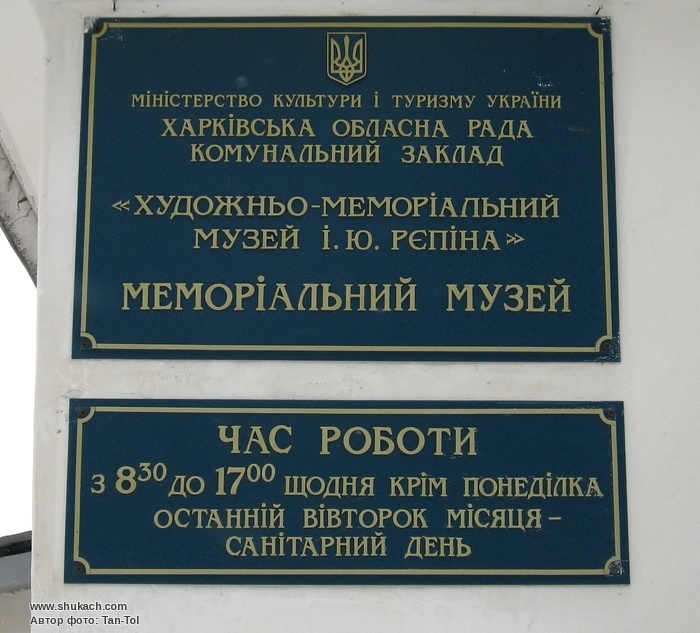 МІНІСТЕРСТВО КУЛЬТУРИ І ТУРИЗМУ УКРАЇНИ
ХАРКІВСЬКА ОБЛАСНА РАДА
КОМУНАЛЬНИЙ ЗАКЛАД
«ХУДОЖНЬО-МЕМОРІАЛЬНИЙ
МУЗЕЙ І.Ю. РЄПІНА»
МЕМОРІАЛЬНИЙ МУЗЕЙ
ЧАС РОБОТИ
З 8³⁰ ДО 17⁰⁰ ЩОДНЯ КРІМ ПОНЕДІЛКА
ОСТАННІЙ ВІВТОРОК МІСЯЦЯ –
САНІТАРНИЙ ДЕНЬ
www.shukach.com
Автор фото: Tan-Tol